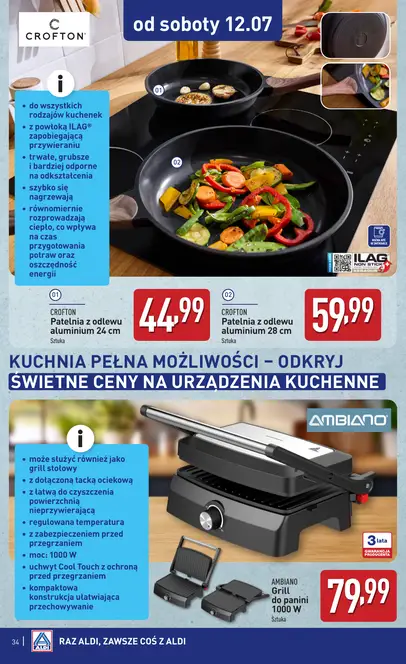 C
CROFTON®
od soboty 12.07
01
02
i
• do wszystkich
rodzajów kuchenek
• z powłoką ILAG®
zapobiegającą
przywieraniu
• trwałe, grubsze
i bardziej odporne
na odkształcenia
• szybko się
nagrzewają
• równomiernie
rozprowadzają
ciepło, co wpływa
na czas
przygotowania
potraw oraz
oszczędność
energii
ILAG
NON STICK
01
CROFTON
Patelnia z odlewu
aluminium 24 cm
Sztuka
44,99
02
CROFTON
Patelnia z odlewu
aluminium 28 cm
Sztuka
59,99
KUCHNIA PEŁNA MOŻLIWOŚCI – ODKRYJ
ŚWIETNE CENY NA URZĄDZENIA KUCHENNE
AMBIANO®
i
• może służyć również jako
grill stołowy
• z dołączoną tacką ociekową
• z łatwą do czyszczenia
powierzchnią
nieprzywierającą
• regulowana temperatura
• z zabezpieczeniem przed
przegrzaniem
• moc: 1000 W
• uchwyt Cool Touch z ochroną
przed przegrzaniem
• kompaktowa
konstrukcja ułatwiająca
przechowywanie
3 lata
GWARANCJA
PRODUCENTA
AMBIANO
Grill
do panini
1000 W
Sztuka
79,99
34
ALDI
RAZ ALDI, ZAWSZE COŚ Z ALDI